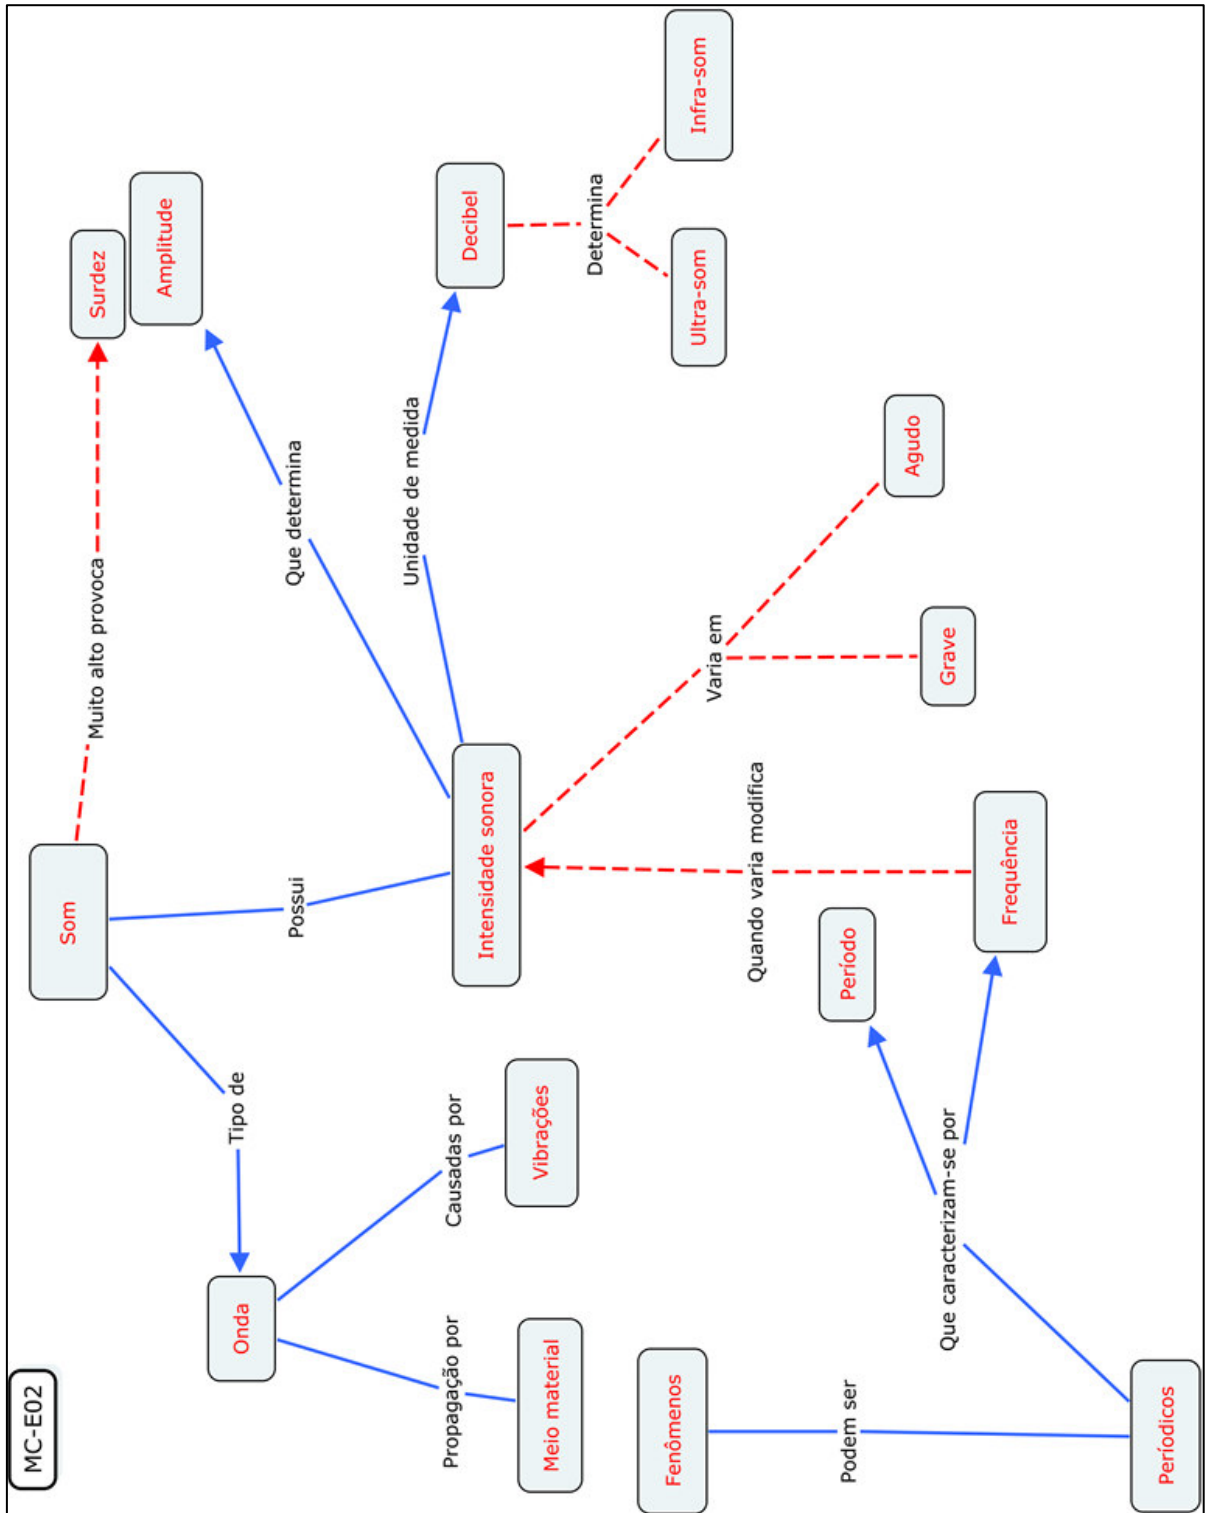 MC-E02
Som
Muito alto provoca
Surdez
Amplitude
Tipo de
Possui
Que determina
Onda
Unidade de medida
Decibel
Propagação por
Causadas por
Intensidade sonora
Meio material
Vibrações
Determina
Ultra-som
Infra-som
Fenômenos
Varia em
Quando varia modifica
Período
Podem ser
Agudo
Grave
Que caracterizam-se por
Frequência
Períodicos